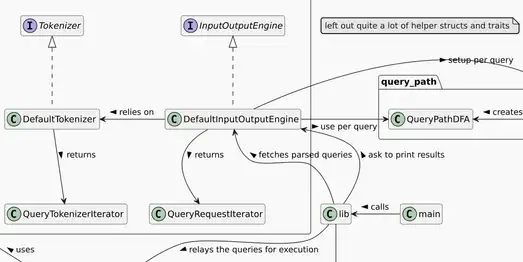 I Tokenizer
I InputOutputEngine
left out quite a lot of helper structs and traits
setup per query
query_path
relies on
C DefaultTokenizer
C DefaultInputOutputEngine
C QueryPathDFA
creates
use per query
returns
returns
fetches parsed queries
ask to print results
C QueryTokenizerIterator
C QueryRequestIterator
C lib
calls
C main
uses
relays the queries for execution